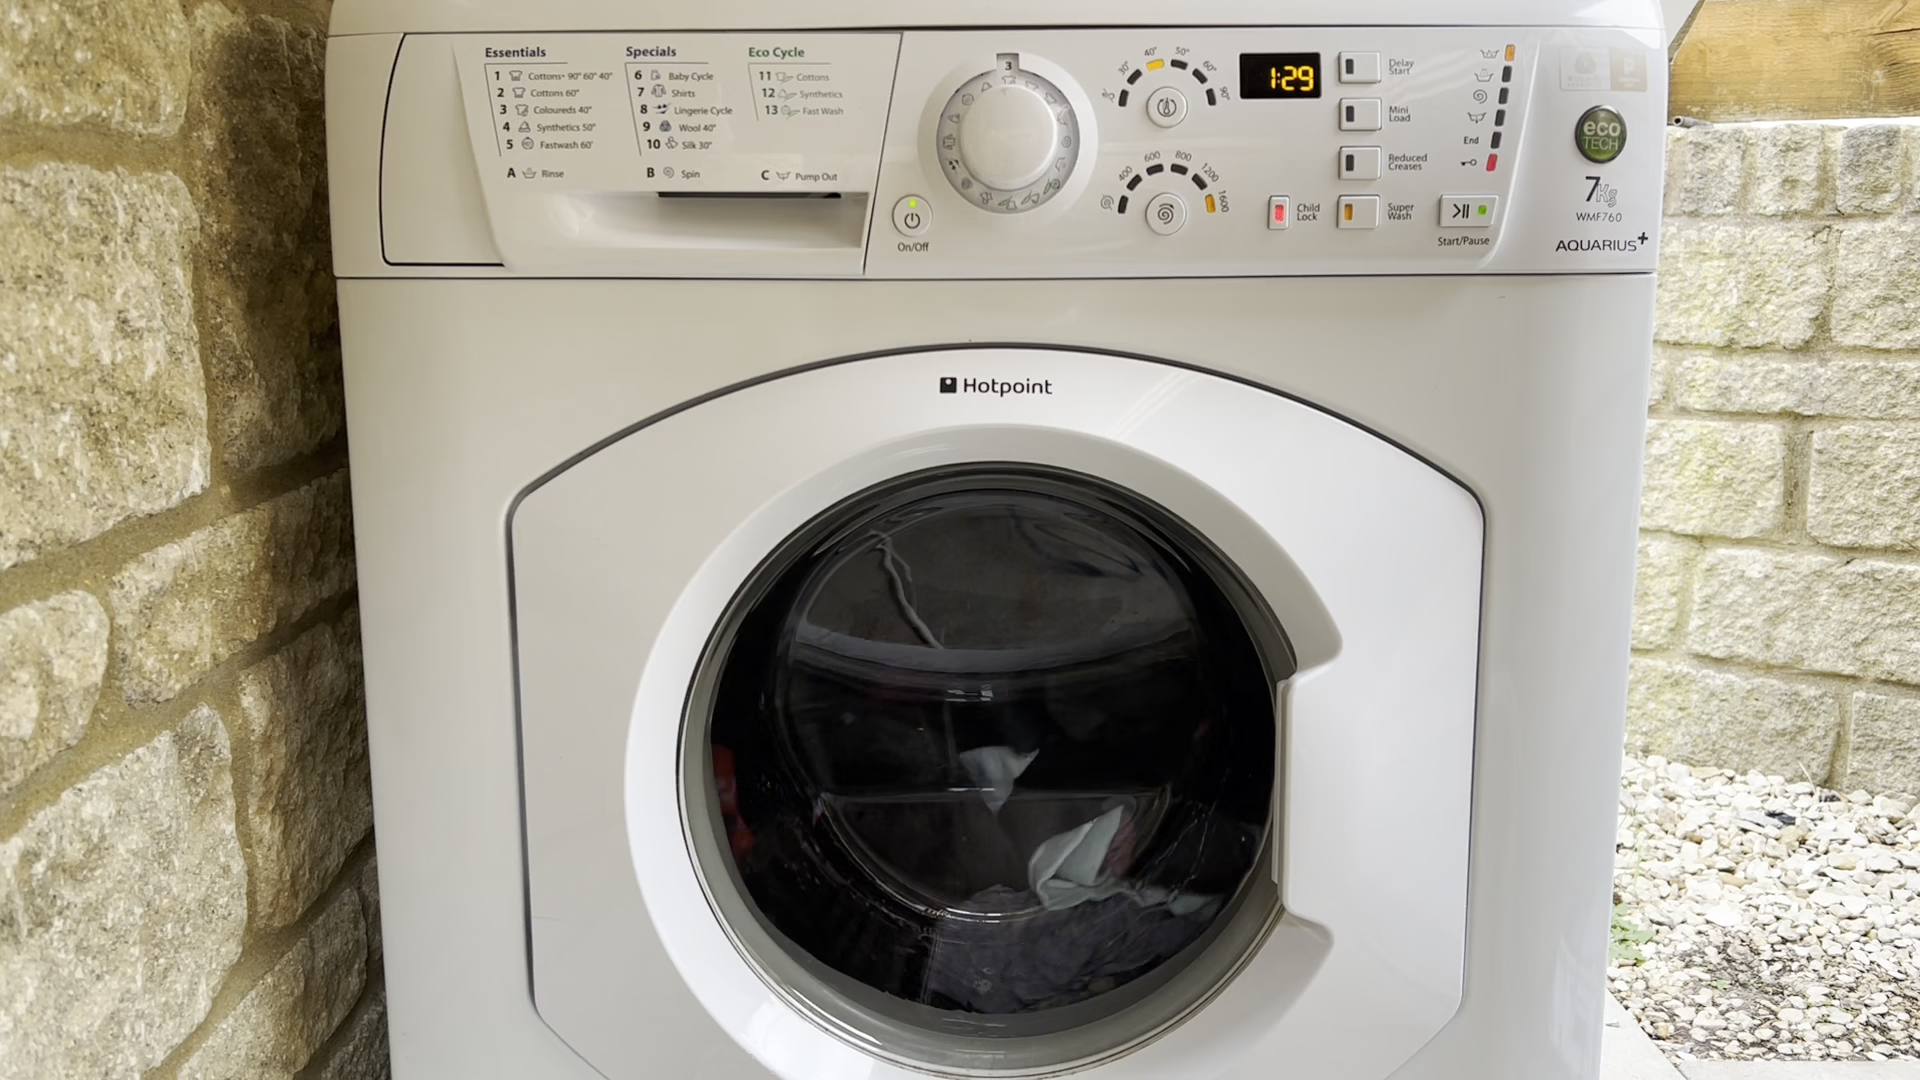 Essentials
1 Cottons+ 90° 60° 40°
2 Cottons 60°
3 Coloureds 40°
4 Synthetics 50°
5 Fastwash 60'
A Rinse
Specials
6 Baby Cycle
7 Shirts
8 Lingerie Cycle
9 Wool 40°
10 Silk 30°
B Spin
Eco Cycle
11 Cottons
12 Synthetics
13 Fast Wash
C Pump Out
On/Off
3
30° 40° 50° 60° 90°
400 600 800 1200 1600
1:29
Delay
Start
Mini
Load
Reduced
Creases
Child
Lock
Super
Wash
End
Start/Pause
eco
TECH
7Kg
WMF760
AQUARIUS+
Hotpoint